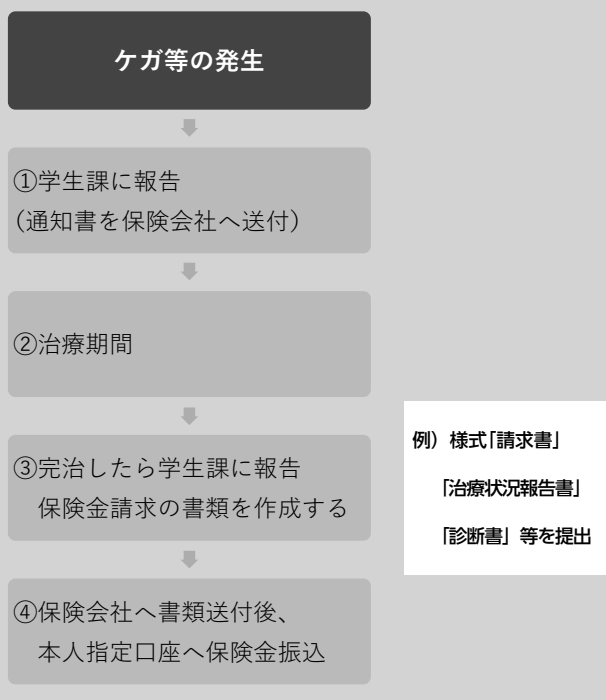 ケガ等の発生
①学生課に報告
(通知書を保険会社へ送付)
②治療期間
③完治したら学生課に報告
保険金請求の書類を作成する
例）様式「請求書」
「治療状況報告書」
「診断書」等を提出
④保険会社へ書類送付後、
本人指定口座へ保険金振込